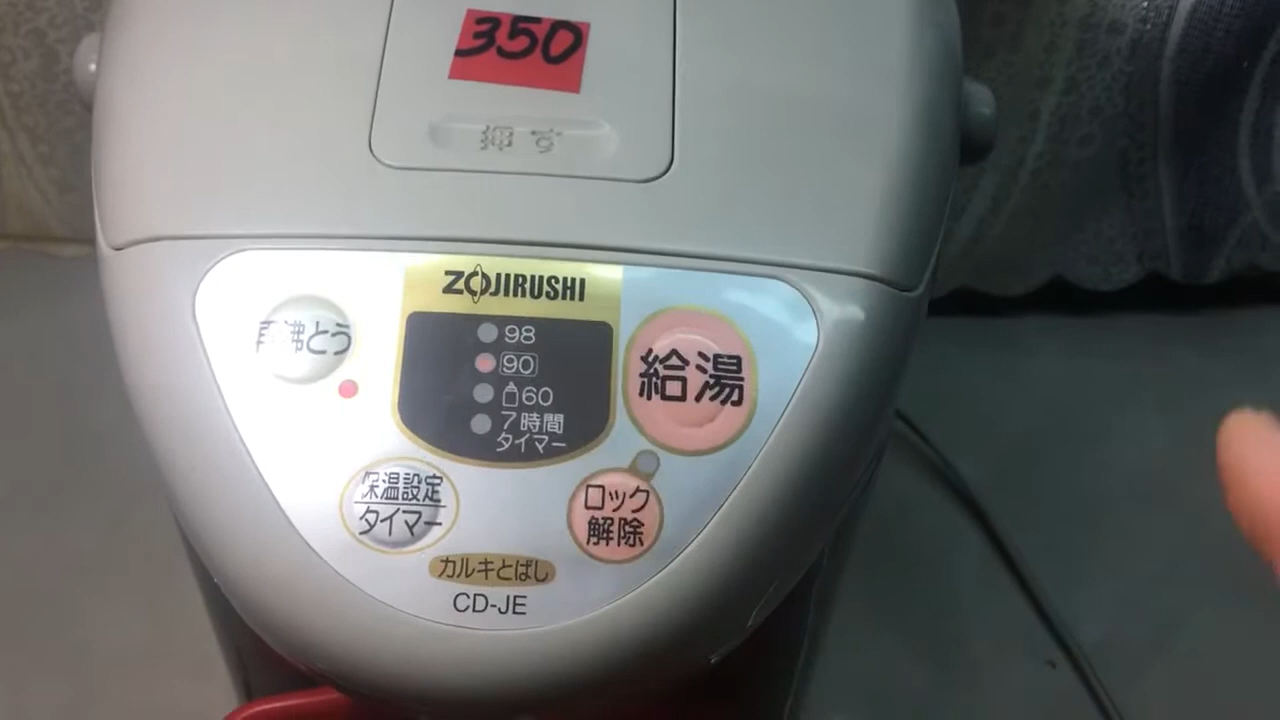 350
押す
ZOJIRUSHI
再沸とう
98
90
60
7時間
タイマー
給湯
保温設定
タイマー
ロック
解除
カルキとばし
CD-JE